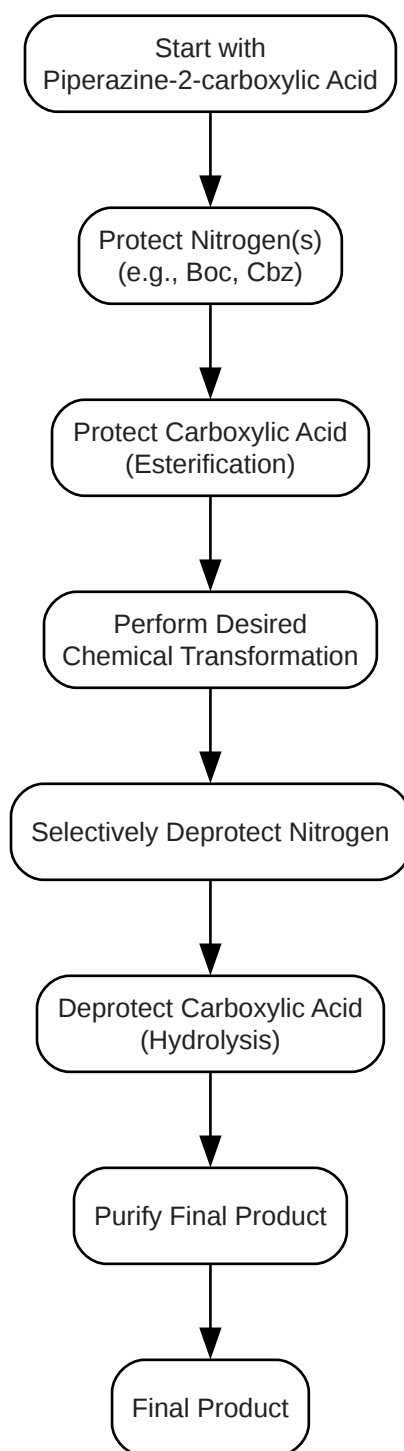 Start with
Piperazine-2-carboxylic Acid
Protect Nitrogen(s)
(e.g., Boc, Cbz)
Protect Carboxylic Acid
(Esterification)
Perform Desired
Chemical Transformation
Selectively Deprotect Nitrogen
Deprotect Carboxylic Acid
(Hydrolysis)
Purify Final Product
Final Product